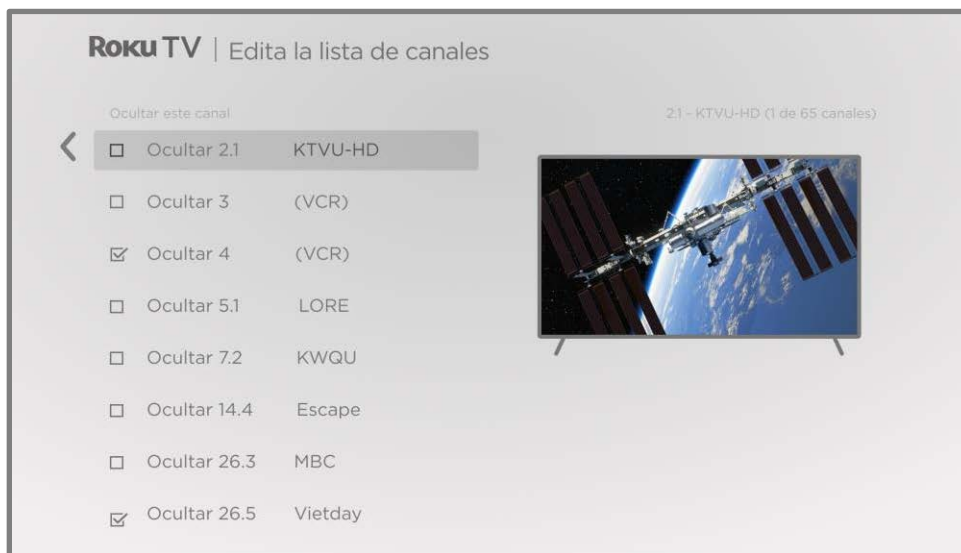 Roku TV | Edita la lista de canales
Ocultar este canal
2.1 - KTVU-HD (1 de 65 canales)
Ocultar 2.1 KTVU-HD
Ocultar 3 (VCR)
Ocultar 4 (VCR)
Ocultar 5.1 LORE
Ocultar 7.2 KWQU
Ocultar 14.4 Escape
Ocultar 26.3 MBC
Ocultar 26.5 Vietday